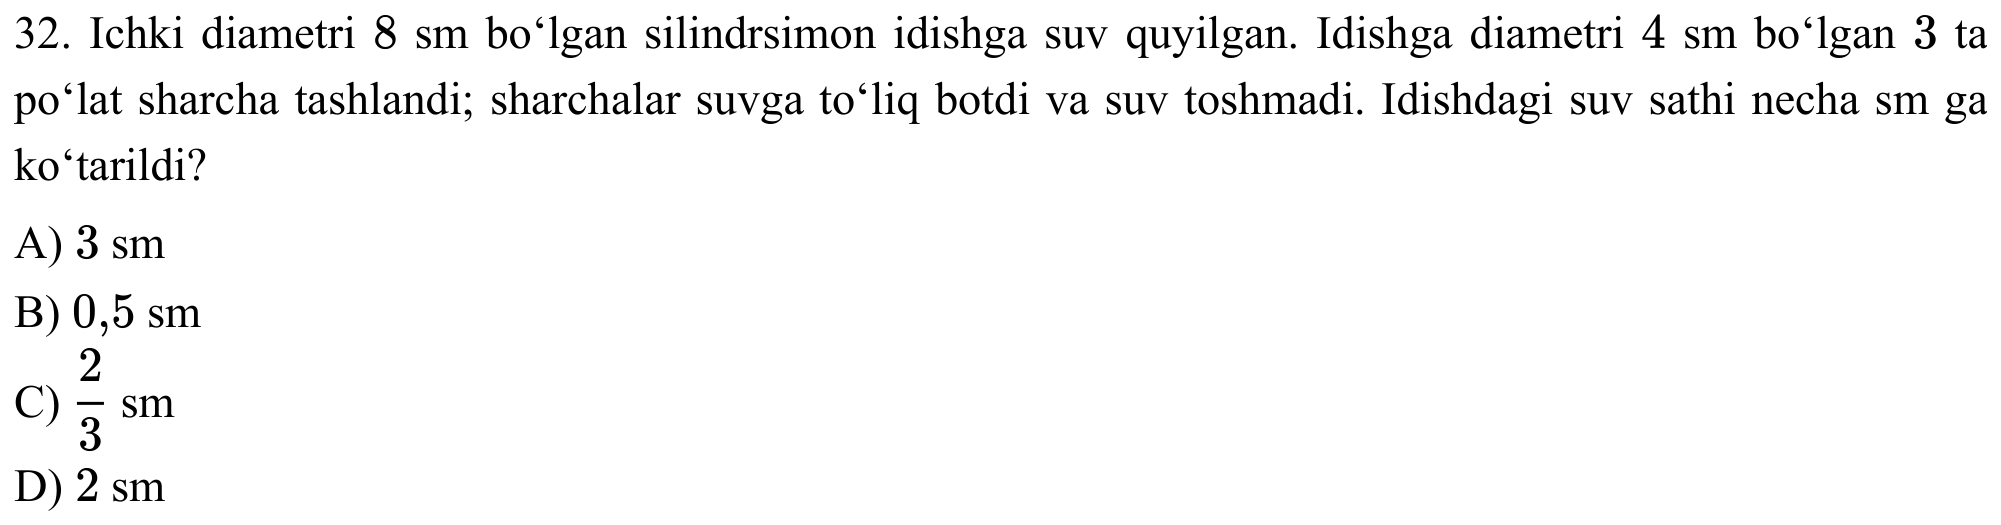 32. Ichki diametri 8 sm bo‘lgan silindrsimon idishga suv quyilgan. Idishga diametri 4 sm bo‘lgan 3 ta
po‘lat sharcha tashlandi; sharchalar suvga to‘liq botdi va suv toshmadi. Idishdagi suv sathi necha sm ga
ko‘tarildi?
A) 3 sm
B) 0,5 sm
C) $\frac{2}{3}$ sm
D) 2 sm